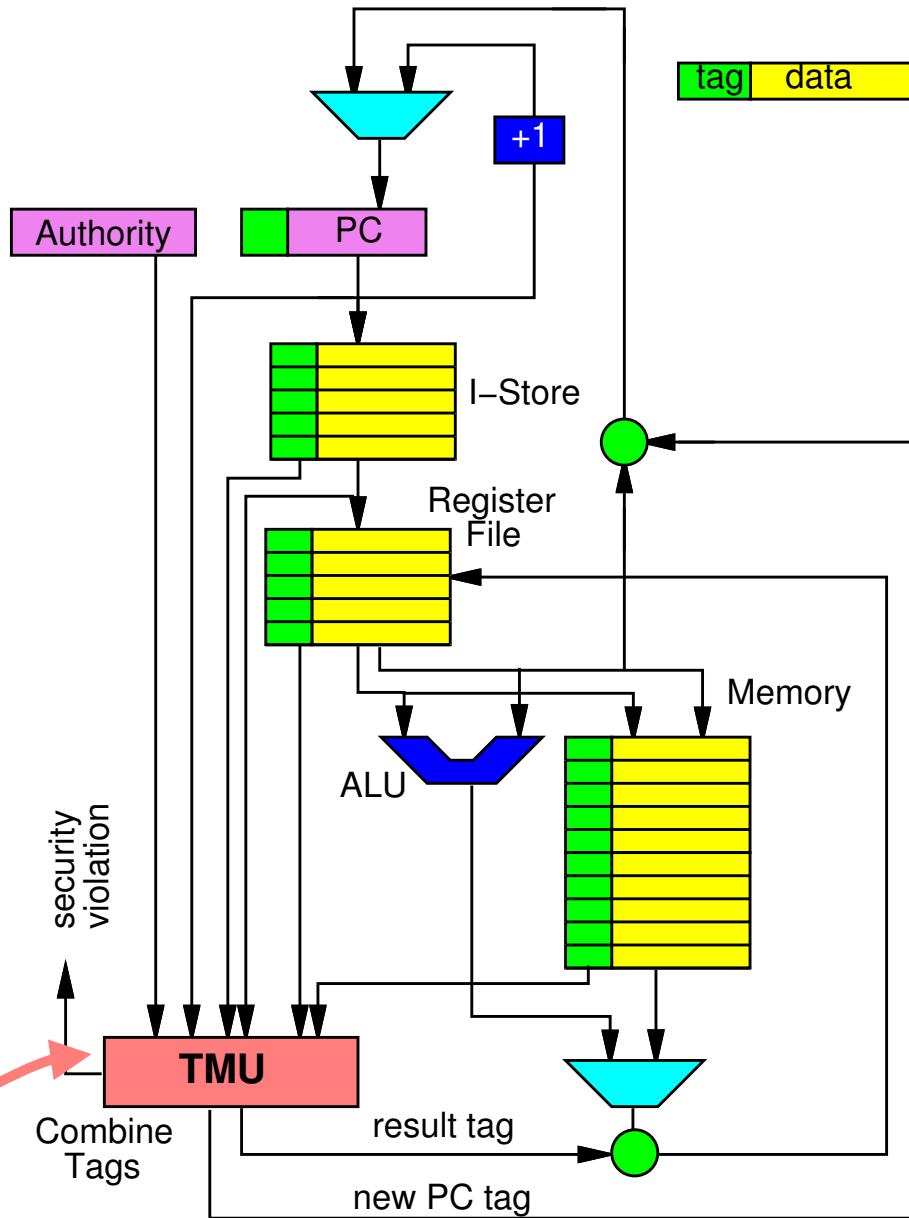 tag data
+1
Authority
PC
I−Store
Register
File
Memory
ALU
security
violation
TMU
Combine
Tags
result tag
new PC tag